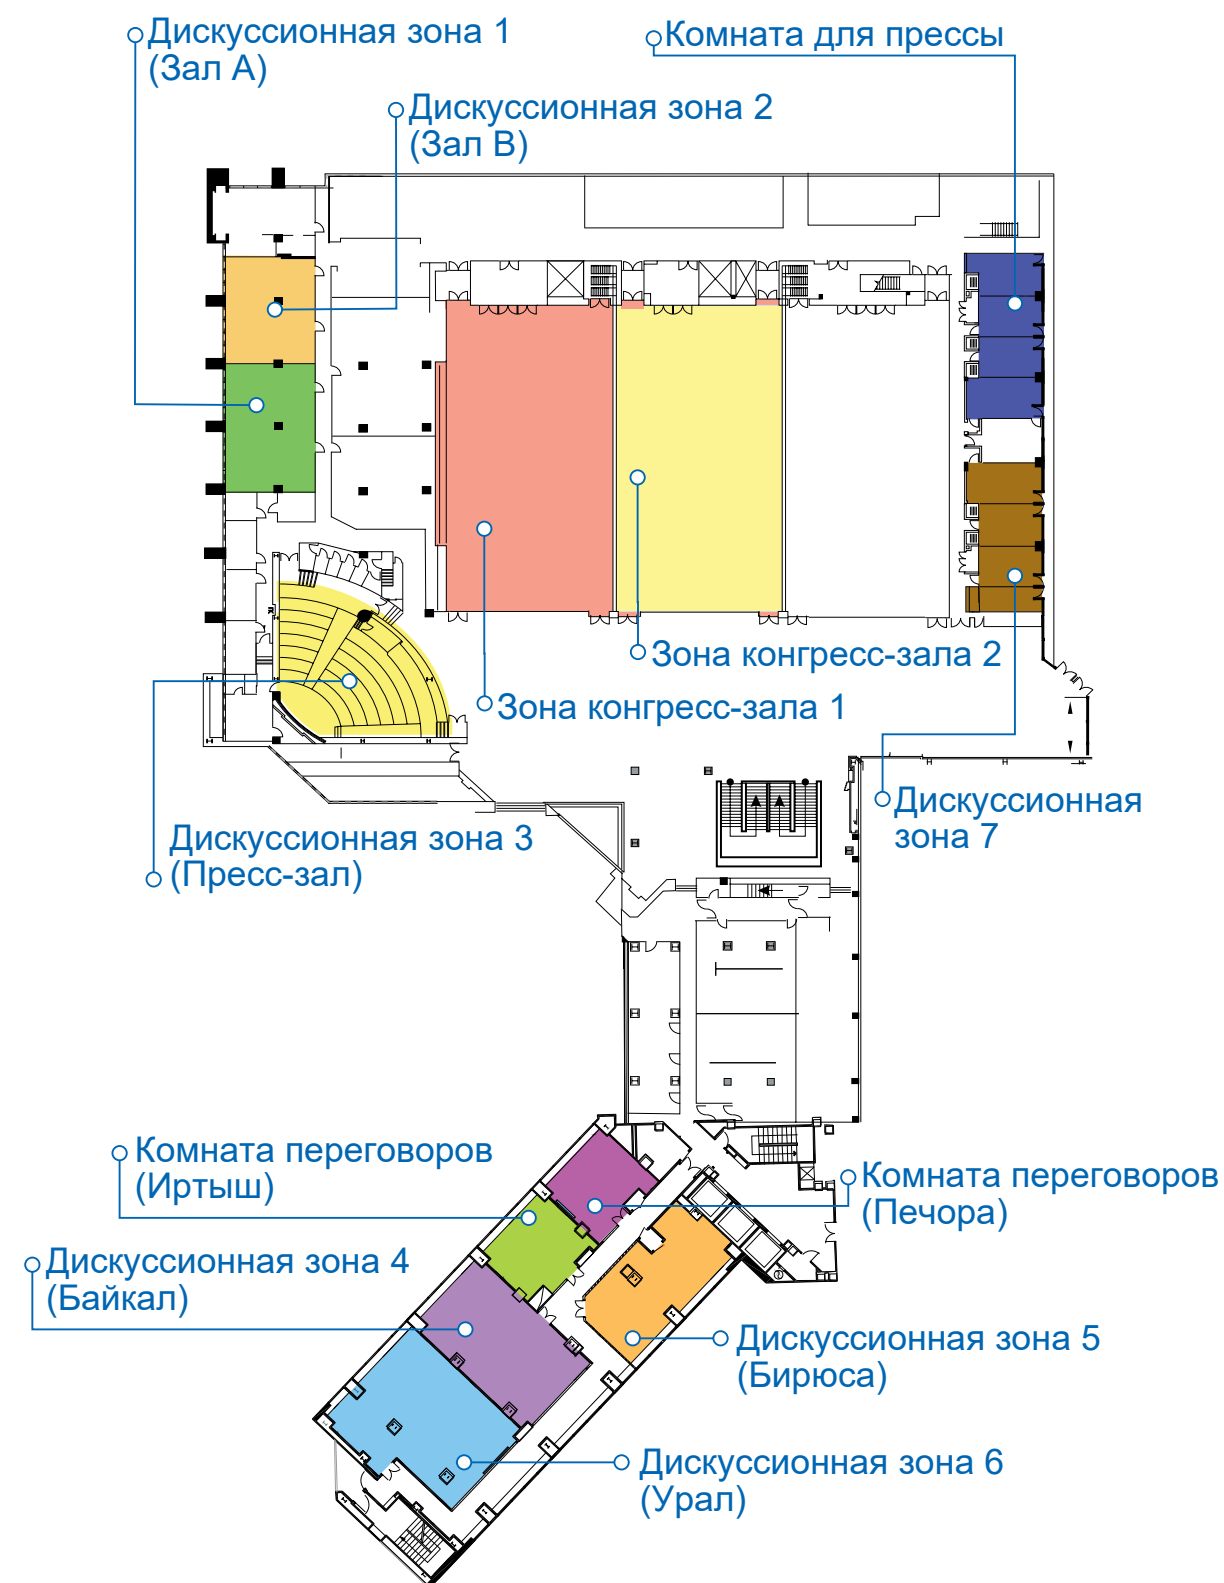 Дискуссионная зона 1
(Зал А)
Комната для прессы
Дискуссионная зона 2
(Зал В)
Зона конгресс-зала 2
Зона конгресс-зала 1
Дискуссионная
зона 7
Дискуссионная зона 3
(Пресс-зал)
Комната переговоров
(Иртыш)
Комната переговоров
(Печора)
Дискуссионная зона 4
(Байкал)
Дискуссионная зона 5
(Бирюса)
Дискуссионная зона 6
(Урал)